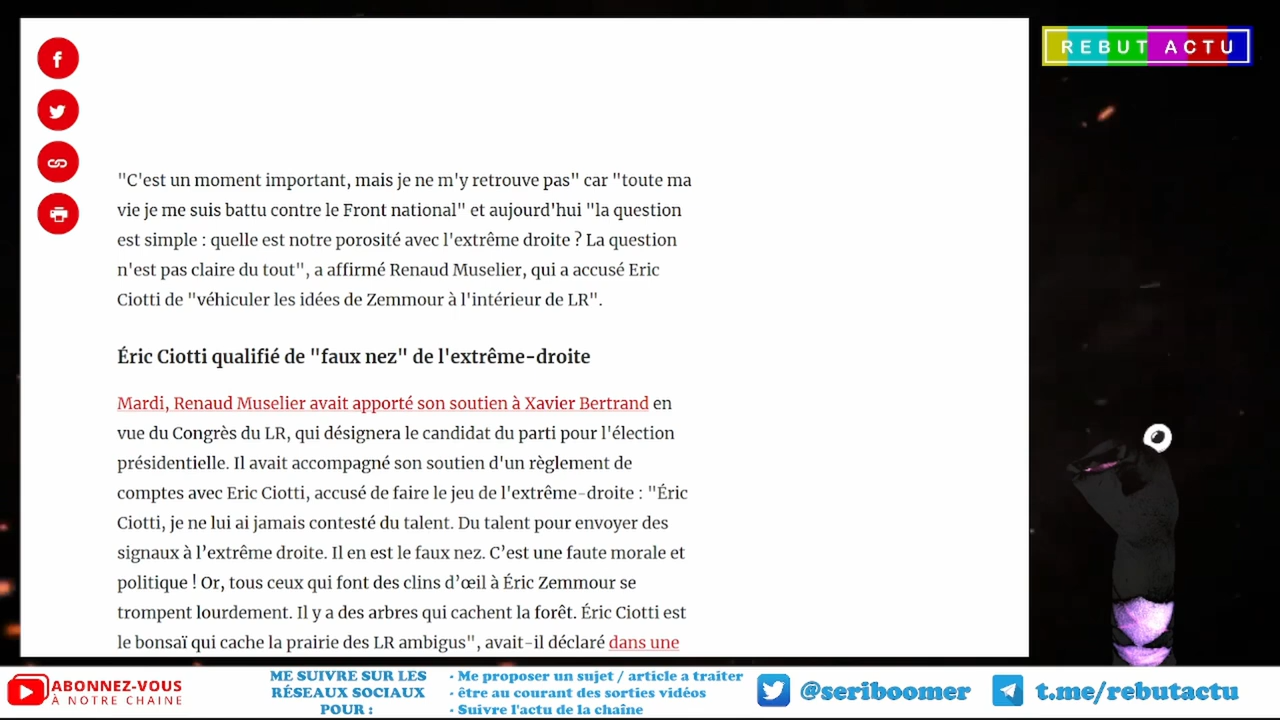 REBUT ACTU
"C'est un moment important, mais je ne m'y retrouve pas" car "toute ma
vie je me suis battu contre le Front national" et aujourd'hui "la question
est simple : quelle est notre porosité avec l'extrême droite ? La question
n'est pas claire du tout", a affirmé Renaud Muselier, qui a accusé Eric
Ciotti de "véhiculer les idées de Zemmour à l'intérieur de LR".
Éric Ciotti qualifié de "faux nez" de l'extrême-droite
Mardi, Renaud Muselier avait apporté son soutien à Xavier Bertrand en
vue du Congrès du LR, qui désignera le candidat du parti pour l'élection
présidentielle. Il avait accompagné son soutien d'un règlement de
comptes avec Eric Ciotti, accusé de faire le jeu de l'extrême-droite : "Éric
Ciotti, je ne lui ai jamais contesté du talent. Du talent pour envoyer des
signaux à l’extrême droite. Il en est le faux nez. C’est une faute morale et
politique ! Or, tous ceux qui font des clins d’œil à Éric Zemmour se
trompent lourdement. Il y a des arbres qui cachent la forêt. Éric Ciotti est
le bonsaï qui cache la prairie des LR ambigus", avait-il déclaré dans une
ABONNEZ-VOUS
À NOTRE CHAINE
ME SUIVRE SUR LES
RÉSEAUX SOCIAUX
POUR :
· Me proposer un sujet / article a traiter
· être au courant des sorties vidéos
· Suivre l'actu de la chaîne
@seriboomer
t.me/rebutactu